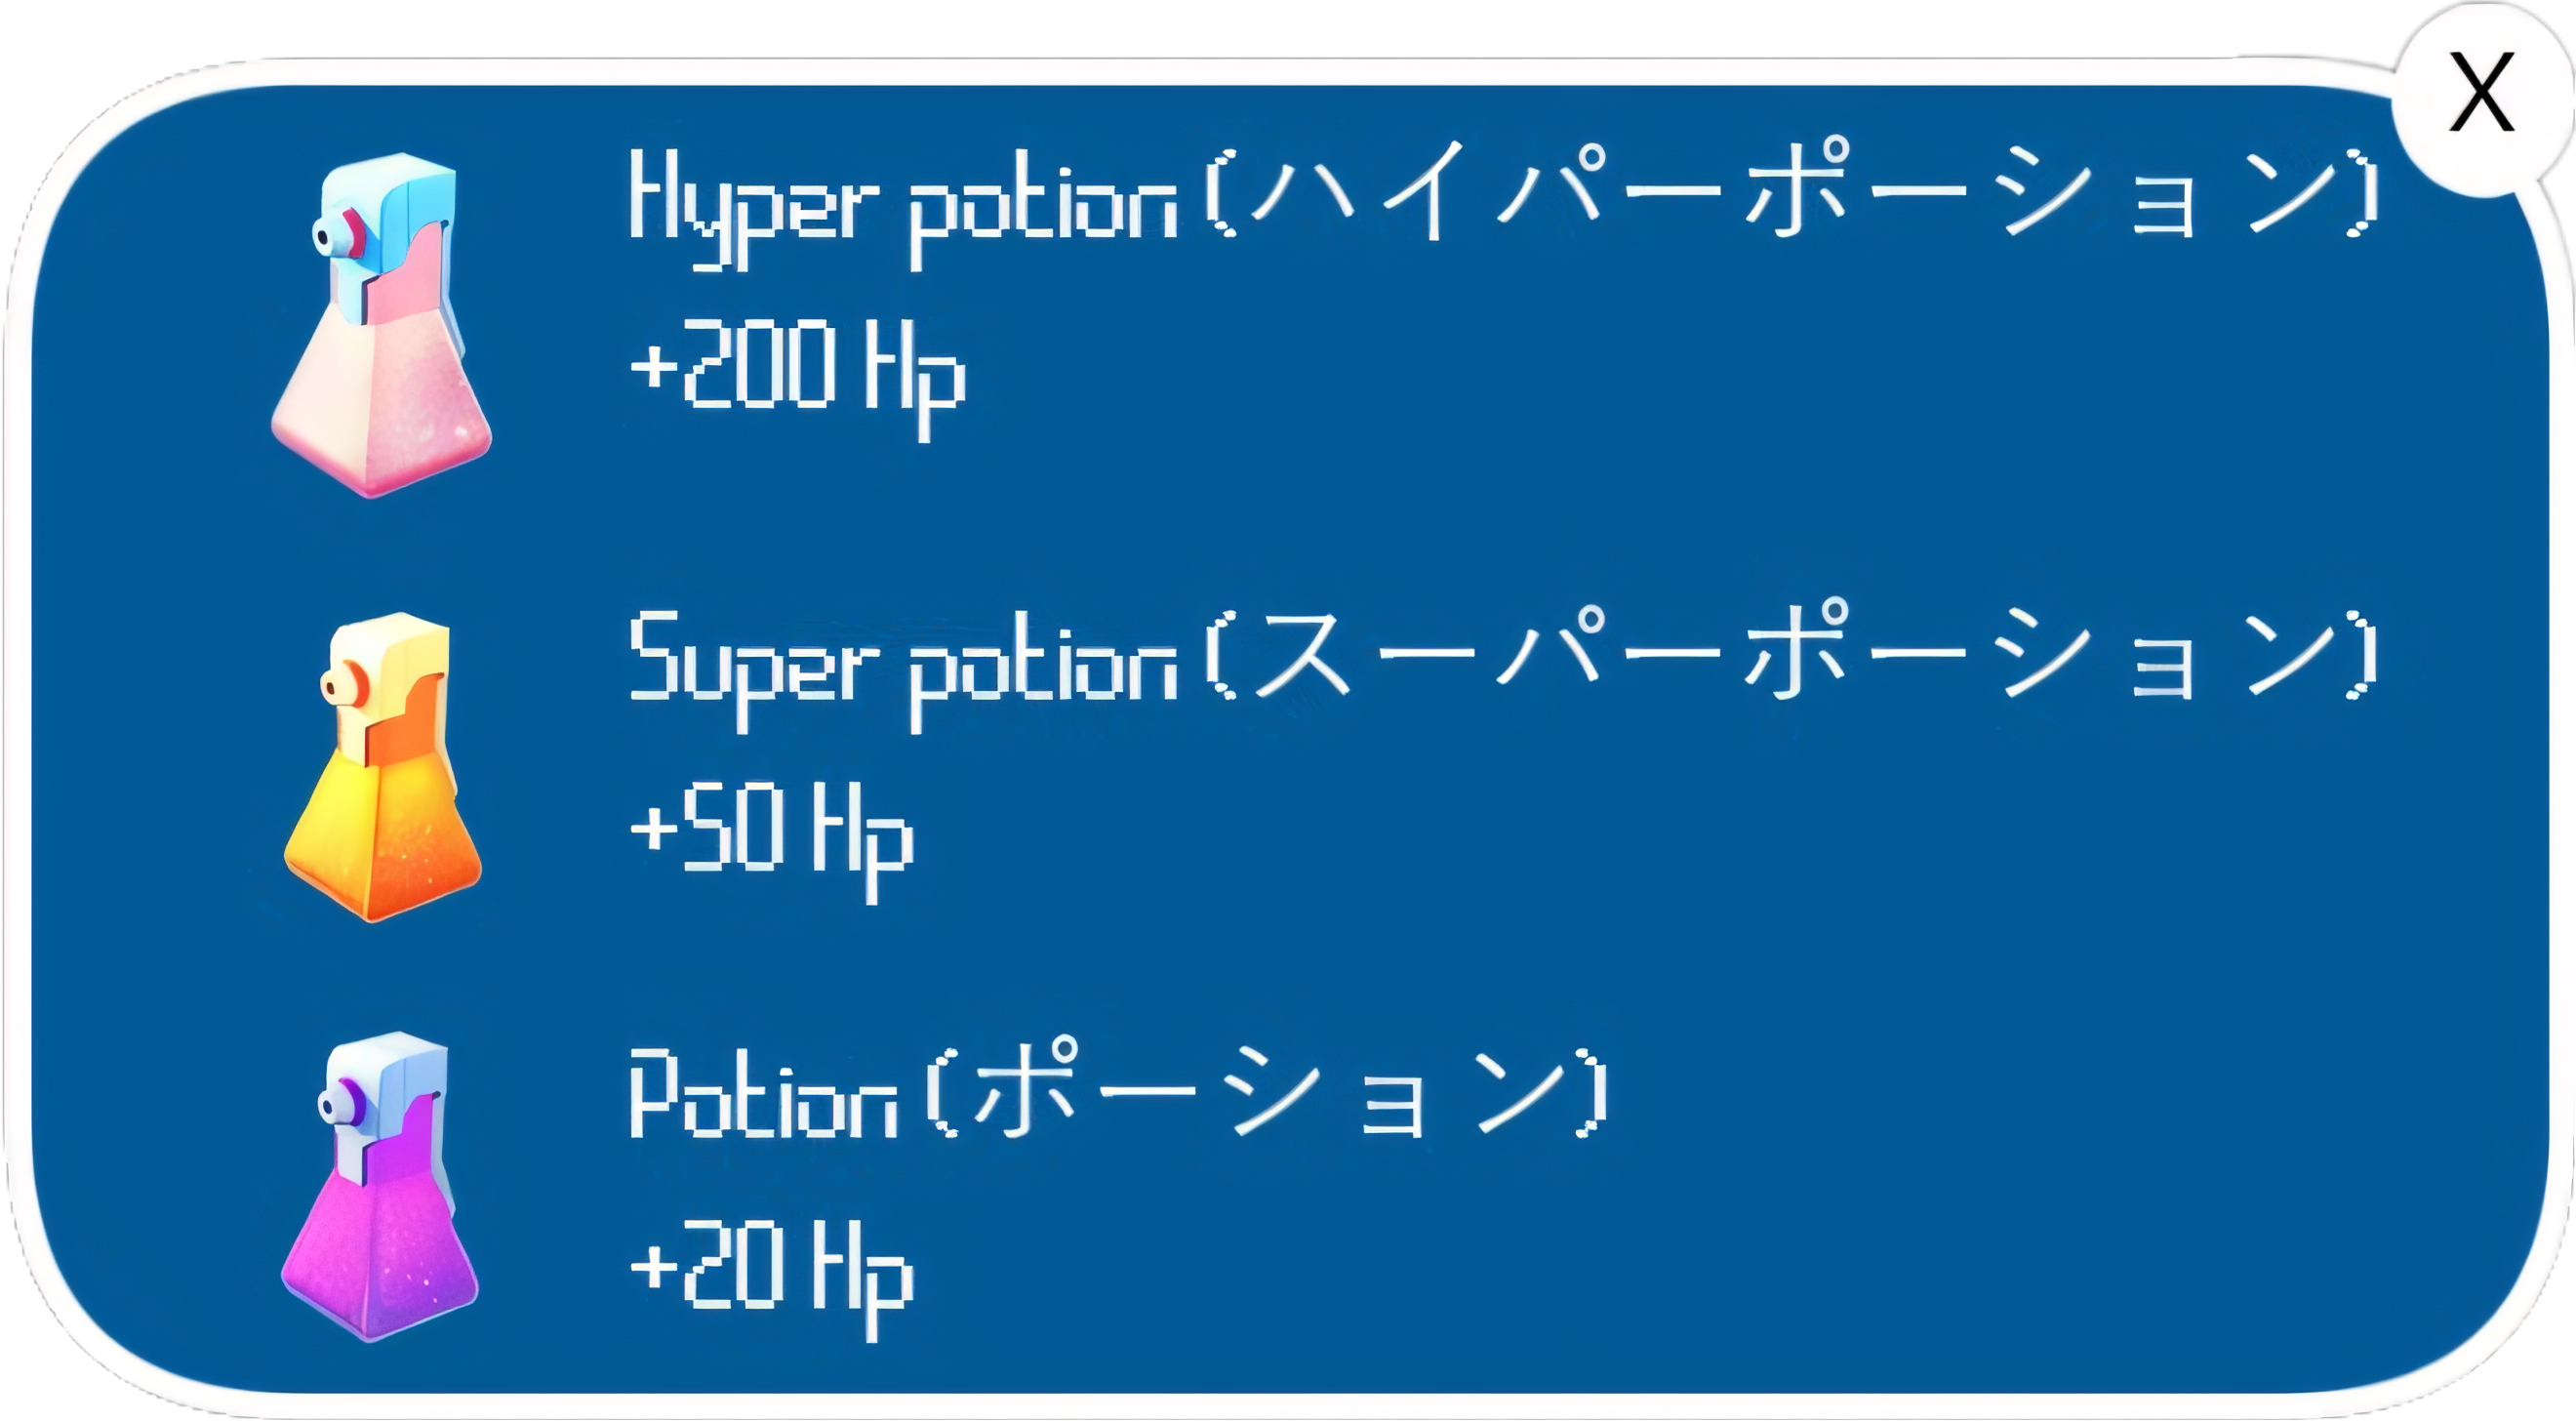 X
Hyper potion (ハイパーポーション)
+200 Hp
Super potion (スーパーポーション)
+50 Hp
Potion (ポーション)
+20 Hp